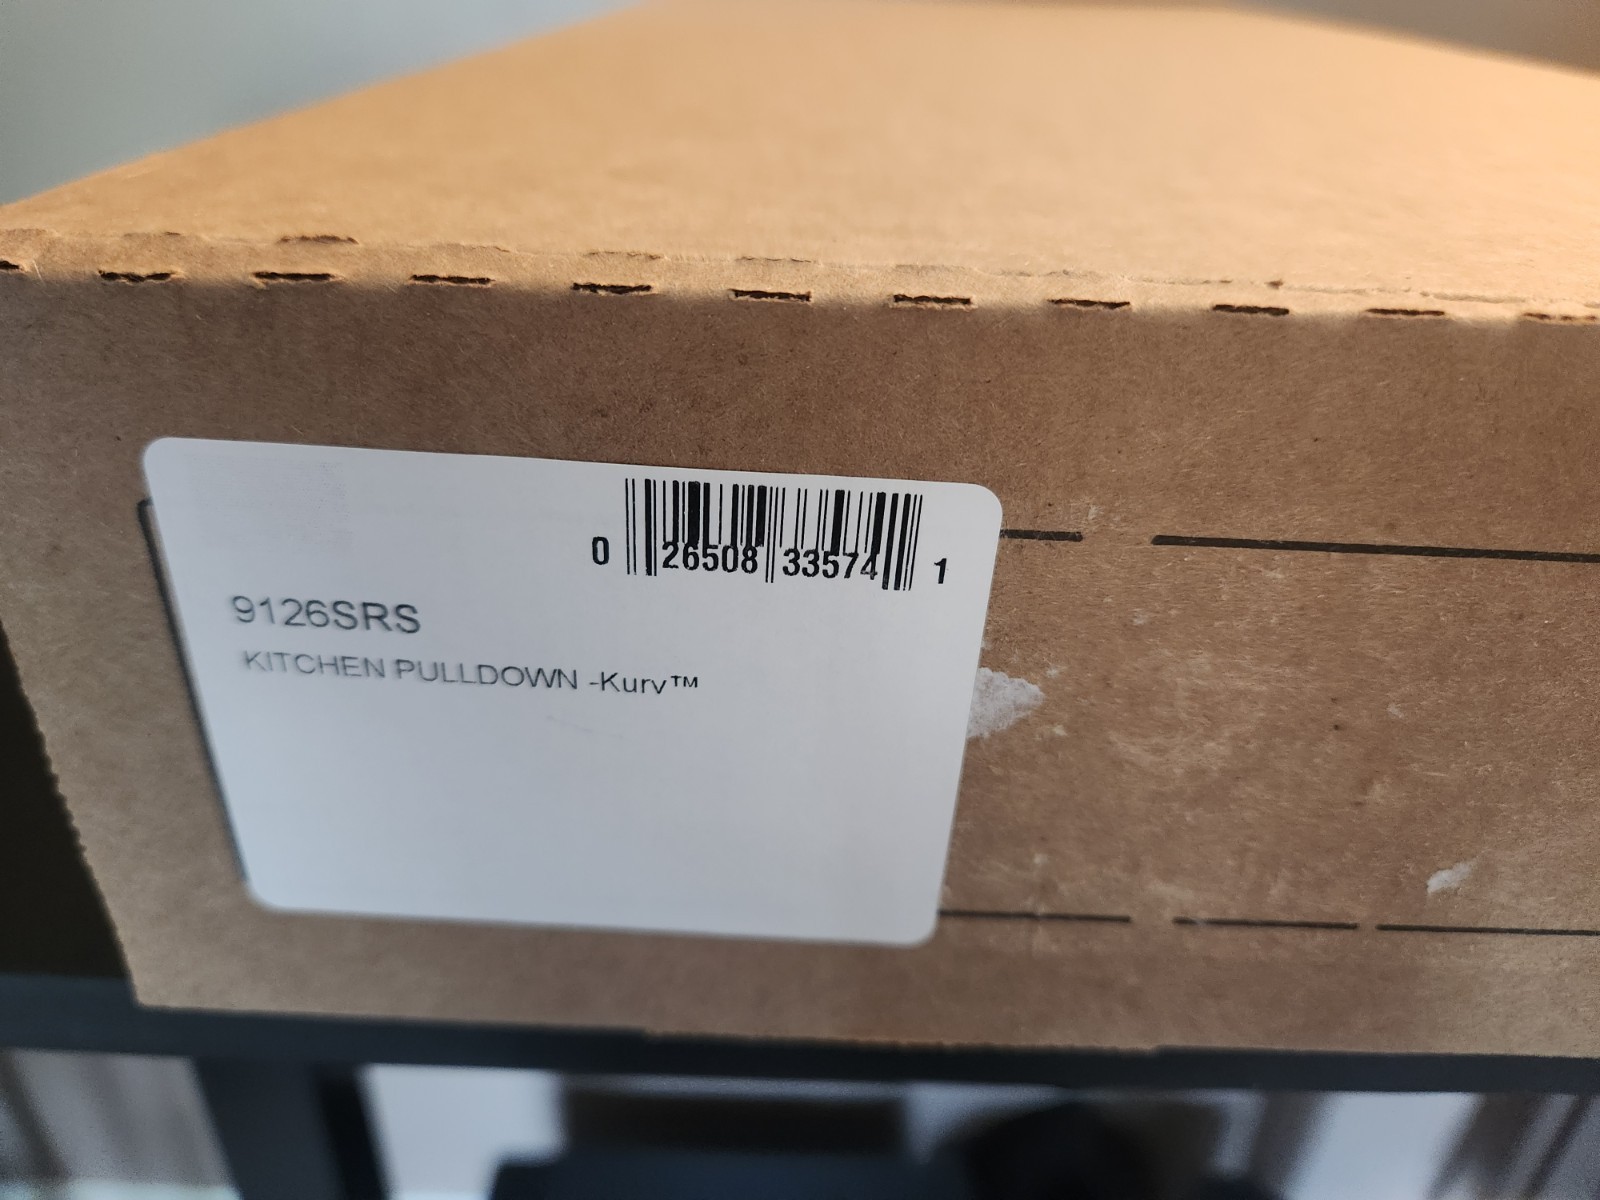 0 26508 33574 1
9126SRS
KITCHEN PULLDOWN -Kurv™